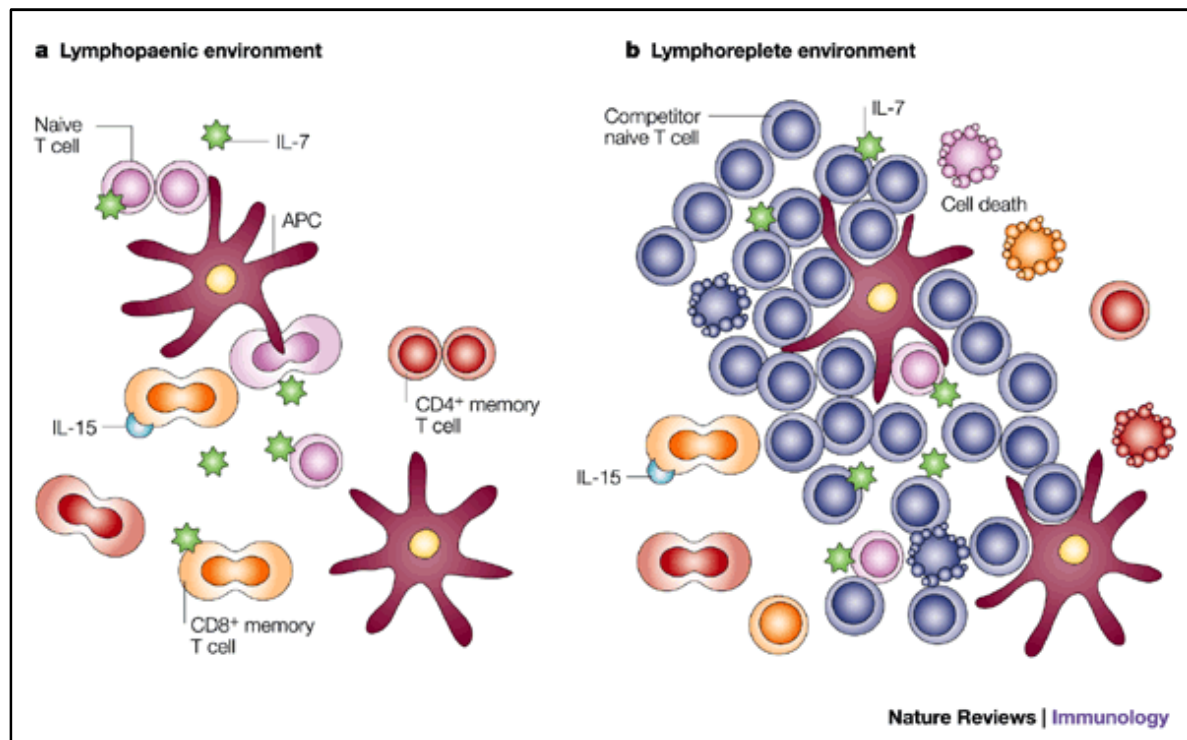 a Lymphopaenic environment
Naive
T cell
IL-7
APC
CD4+ memory
T cell
IL-15
CD8+ memory
T cell
b Lymphoreplete environment
Competitor
naive T cell
IL-7
Cell death
IL-15
Nature Reviews | Immunology